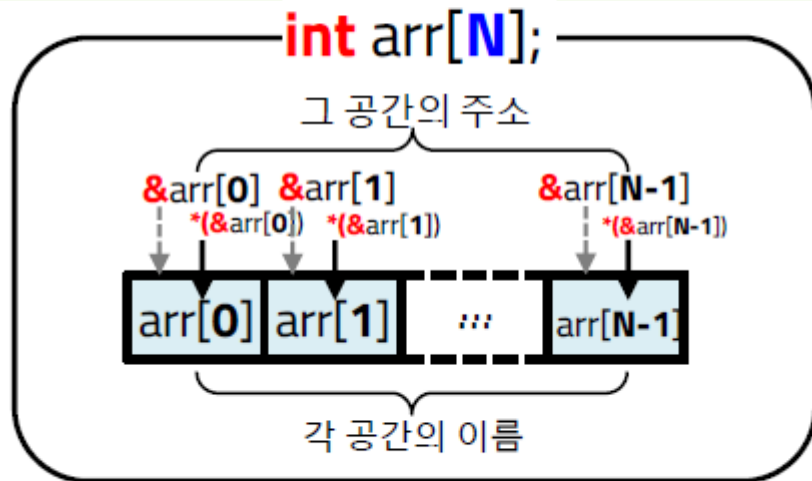 int arr[N];
그 공간의 주소
&arr[0] &arr[1] &arr[N-1]
*(&arr[0]) *(&arr[1]) *(&arr[N-1])
arr[0] arr[1] ... arr[N-1]
각 공간의 이름